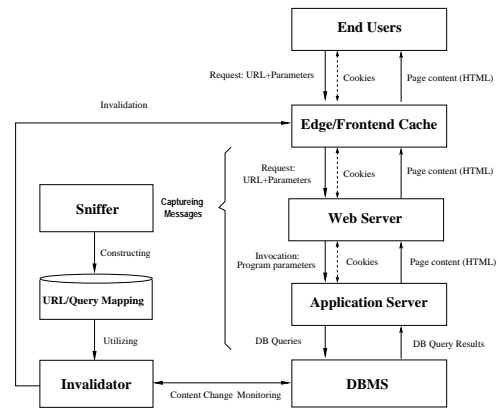 End Users
Request: URL+Parameters
Cookies
Page content (HTML)
Invalidation
Edge/Frontend Cache
Request:
URL+Parameters
Cookies
Page content (HTML)
Captureing
Messages
Sniffer
Web Server
Constructing
Invocation:
Program parameters
Cookies
Page content (HTML)
URL/Query Mapping
Application Server
Utilizing
DB Queries
DB Query Results
Invalidator
Content Change Monitoring
DBMS